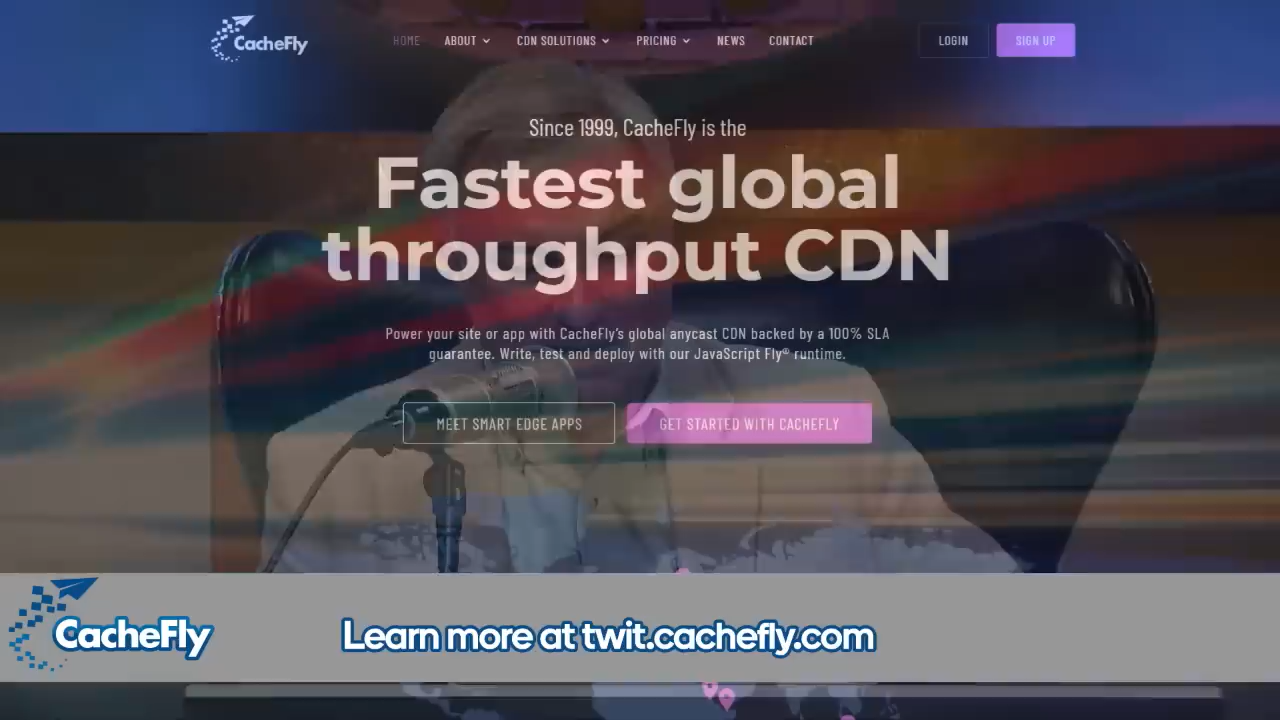 CacheFly
HOME ABOUT CDN SOLUTIONS PRICING NEWS CONTACT LOGIN SIGN UP
Since 1999, CacheFly is the
Fastest global
throughput CDN
Power your site or app with CacheFly's global anycast CDN backed by a 100% SLA
guarantee. Write, test and deploy with our JavaScript Fly® runtime.
MEET SMART EDGE APPS GET STARTED WITH CACHEFLY
CacheFly Learn more at twit.cachefly.com